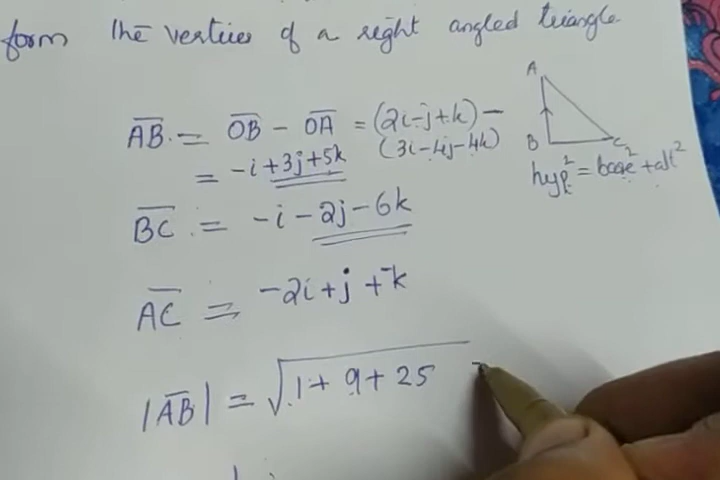 form the vertices of a right angled triangle
AB = OB - OA = (2i-j+k) -
(3i-4j-4k)
= -i+3j+5k
BC = -i-2j-6k
AC = -2i+j+-k
|AB| = √1+9+25
A
B
C
hyp² = base² + alt²